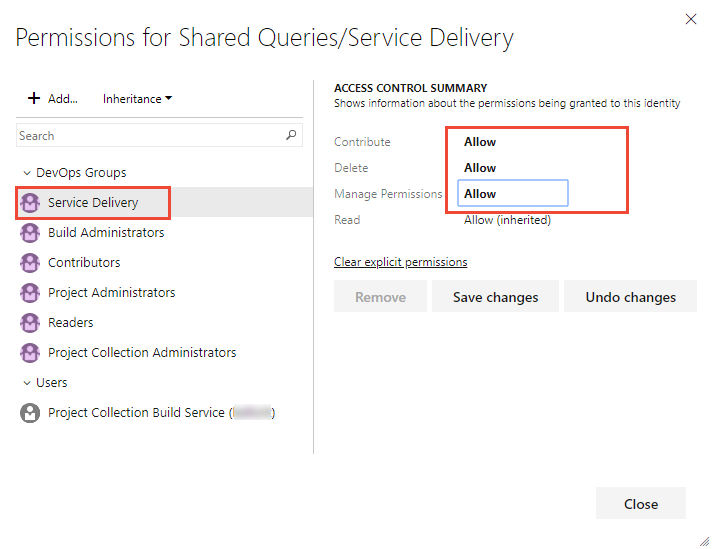 Permissions for Shared Queries/Service Delivery
Add...
Inheritance
Search
DevOps Groups
Service Delivery
Build Administrators
Contributors
Project Administrators
Readers
Project Collection Administrators
Users
Project Collection Build Service ( )
ACCESS CONTROL SUMMARY
Shows information about the permissions being granted to this identity
Contribute Allow
Delete Allow
Manage Permissions Allow
Read Allow (inherited)
Clear explicit permissions
Remove Save changes Undo changes
Close